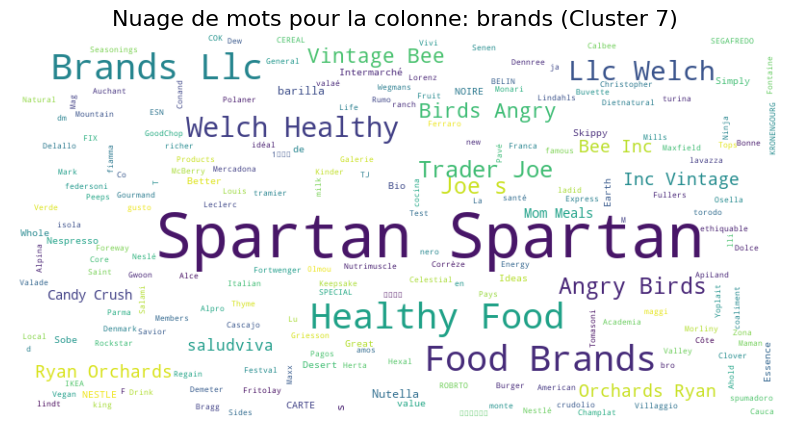 Nuage de mots pour la colonne: brands (Cluster 7)
Seasonings
COK
Dew
Vivi
Senen
SEGAFREDO
Brands Llc
CEREAL
General
Vintage Bee
Calbee
Dennree
ja
Llc Welch
Fontaine
Intermarché
Lorenz
Natural
Auchant
Mag
Conand
valaé
Wegmans
Monari
BELIN
Christopher
Simply
barilla
NOIRE
Polaner
Life
Rumo
ranch
Fruit
Lindahls
Buvette
Dietnatural
turina
dm
Mountain
ESN
Birds Angry
ferraro
FIX
GoodChop
Welch Healthy
Skippy
Mills
Ninja
KRONENGOURG
Delallo
richer
idéal
de
new
Franca
famous
Bee Inc
Maxfield
Tops
Bonne
fiamma
Products
Galerie
Pavé
lavazza
Mark
Co
McBerry
Mercadona
Kinder
TJ
Trader Joe
Inc Vintage
federsoni
T
Better
milk
Bio
Joe s
ladid
Earth
Peeps
Gourmand
Louis
tramier
cocina
La
santé
Express
Fullers
Osella
Verde
gusto
Leclerc
Test
Mom Meals
M
torodo
isola
Spartan Spartan
ethiquable
Whole
Nespresso
nero
lli
Dolce
Alpina
Foreway
Core
Neslé
Nutrimuscle
Corrèze
Energy
Saint
Gwoon
Alce
Fortwenger
Celestial
en
Ideas
Angry Birds
ApiLand
Valade
Italian
Keepsake
Pays
Candy Crush
Salami
Alpro
Thyme
SPECIAL
maggi
Yoplait
coaliment
Parma
Members
Lu
Healthy Food
Tomasoni
Academia
Morliny
Zona
Local
Denmark
Savior
Cascajo
Griesson
Great
Côte
Maman
d
Sobe
Rockstar
saludviva
Pagos
amos
Food Brands
Valley
Clover
Ryan Orchards
Regain
Festval
Desert
Herta
Hexal
bro
Ahold
Essence
IKEA
Demeter
Fritolay
Maxx
ROBRTO
Burger
American
Orchards Ryan
Vegan
NESTLE
F
Drink
Nutella
spumadoro
lindt
king
Bragg
Sides
CARTE
s
value
monte
Nestlé
crudolio
Champlat
Villaggio
Cauca